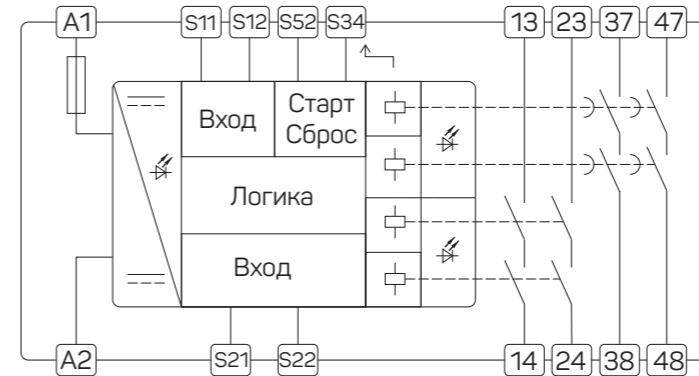 A1 S11 S12 S52 S34 13 23 37 47
Вход
Старт
Сброс
Логика
Вход
A2 S21 S22 14 24 38 48